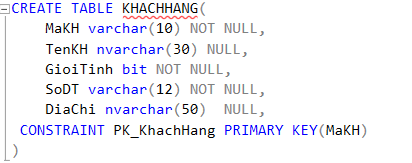 CREATE TABLE KHACHHANG(
MaKH varchar(10) NOT NULL,
TenKH nvarchar(30) NULL,
GioiTinh bit NOT NULL,
SoDT varchar(12) NOT NULL,
DiaChi nvarchar(50)  NULL,
CONSTRAINT PK_KhachHang PRIMARY KEY(MaKH)
)